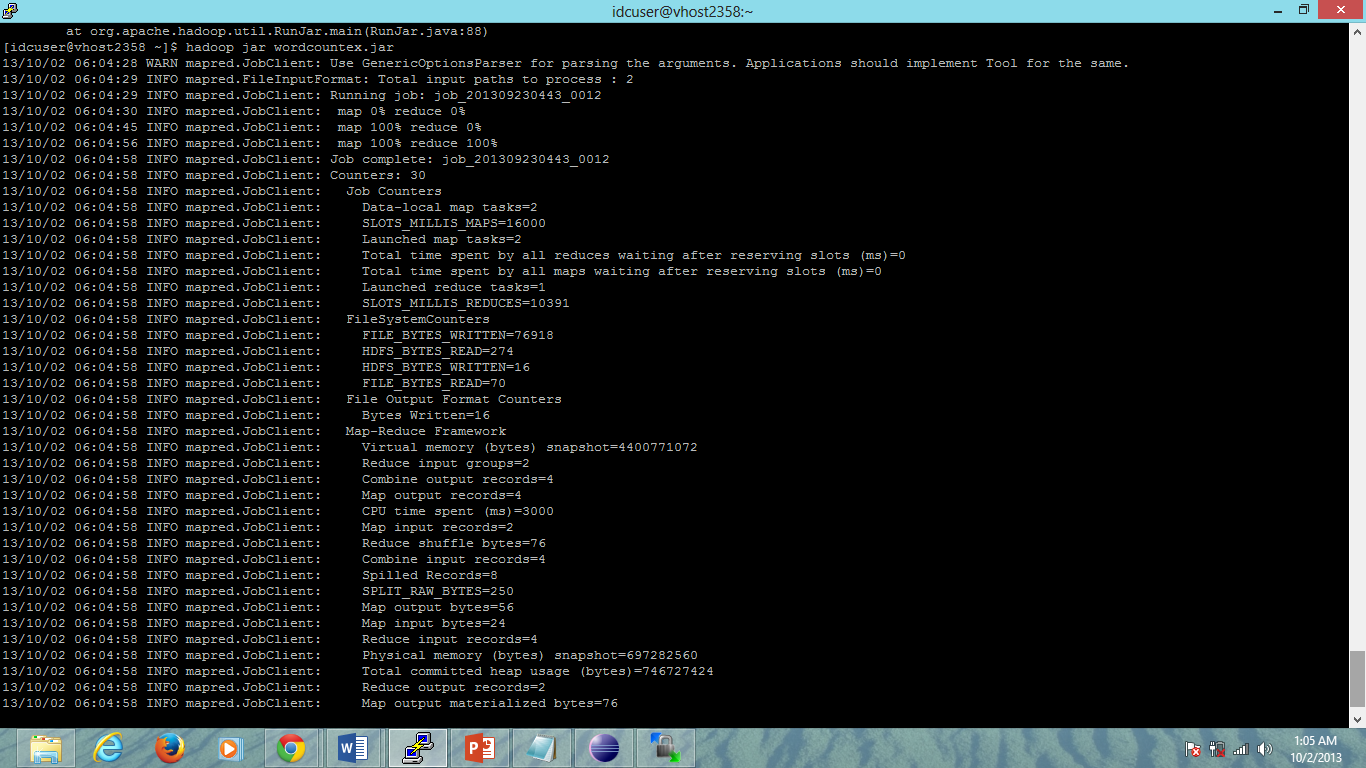 idcuser@vhost2358:~
at org.apache.hadoop.util.RunJar.main(RunJar.java:88)
[idcuser@vhost2358 ~]$ hadoop jar wordcountex.jar
13/10/02 06:04:28 WARN mapred.JobClient: Use GenericOptionsParser for parsing the arguments. Applications should implement Tool for the same.
13/10/02 06:04:29 INFO mapred.FileInputFormat: Total input paths to process : 2
13/10/02 06:04:29 INFO mapred.JobClient: Running job: job_201309230443_0012
13/10/02 06:04:30 INFO mapred.JobClient:  map 0% reduce 0%
13/10/02 06:04:45 INFO mapred.JobClient:  map 100% reduce 0%
13/10/02 06:04:56 INFO mapred.JobClient:  map 100% reduce 100%
13/10/02 06:04:58 INFO mapred.JobClient: Job complete: job_201309230443_0012
13/10/02 06:04:58 INFO mapred.JobClient: Counters: 30
13/10/02 06:04:58 INFO mapred.JobClient:   Job Counters
13/10/02 06:04:58 INFO mapred.JobClient:     Data-local map tasks=2
13/10/02 06:04:58 INFO mapred.JobClient:     SLOTS_MILLIS_MAPS=16000
13/10/02 06:04:58 INFO mapred.JobClient:     Launched map tasks=2
13/10/02 06:04:58 INFO mapred.JobClient:     Total time spent by all reduces waiting after reserving slots (ms)=0
13/10/02 06:04:58 INFO mapred.JobClient:     Total time spent by all maps waiting after reserving slots (ms)=0
13/10/02 06:04:58 INFO mapred.JobClient:     Launched reduce tasks=1
13/10/02 06:04:58 INFO mapred.JobClient:     SLOTS_MILLIS_REDUCES=10391
13/10/02 06:04:58 INFO mapred.JobClient:   FileSystemCounters
13/10/02 06:04:58 INFO mapred.JobClient:     FILE_BYTES_WRITTEN=76918
13/10/02 06:04:58 INFO mapred.JobClient:     HDFS_BYTES_READ=274
13/10/02 06:04:58 INFO mapred.JobClient:     HDFS_BYTES_WRITTEN=16
13/10/02 06:04:58 INFO mapred.JobClient:     FILE_BYTES_READ=70
13/10/02 06:04:58 INFO mapred.JobClient:   File Output Format Counters
13/10/02 06:04:58 INFO mapred.JobClient:     Bytes Written=16
13/10/02 06:04:58 INFO mapred.JobClient:   Map-Reduce Framework
13/10/02 06:04:58 INFO mapred.JobClient:     Virtual memory (bytes) snapshot=4400771072
13/10/02 06:04:58 INFO mapred.JobClient:     Reduce input groups=2
13/10/02 06:04:58 INFO mapred.JobClient:     Combine output records=4
13/10/02 06:04:58 INFO mapred.JobClient:     Map output records=4
13/10/02 06:04:58 INFO mapred.JobClient:     CPU time spent (ms)=3000
13/10/02 06:04:58 INFO mapred.JobClient:     Map input records=2
13/10/02 06:04:58 INFO mapred.JobClient:     Reduce shuffle bytes=76
13/10/02 06:04:58 INFO mapred.JobClient:     Combine input records=4
13/10/02 06:04:58 INFO mapred.JobClient:     Spilled Records=8
13/10/02 06:04:58 INFO mapred.JobClient:     SPLIT_RAW_BYTES=250
13/10/02 06:04:58 INFO mapred.JobClient:     Map output bytes=56
13/10/02 06:04:58 INFO mapred.JobClient:     Map input bytes=24
13/10/02 06:04:58 INFO mapred.JobClient:     Reduce input records=4
13/10/02 06:04:58 INFO mapred.JobClient:     Physical memory (bytes) snapshot=697282560
13/10/02 06:04:58 INFO mapred.JobClient:     Total committed heap usage (bytes)=746727424
13/10/02 06:04:58 INFO mapred.JobClient:     Reduce output records=2
13/10/02 06:04:58 INFO mapred.JobClient:     Map output materialized bytes=76
1:05 AM
10/2/2013